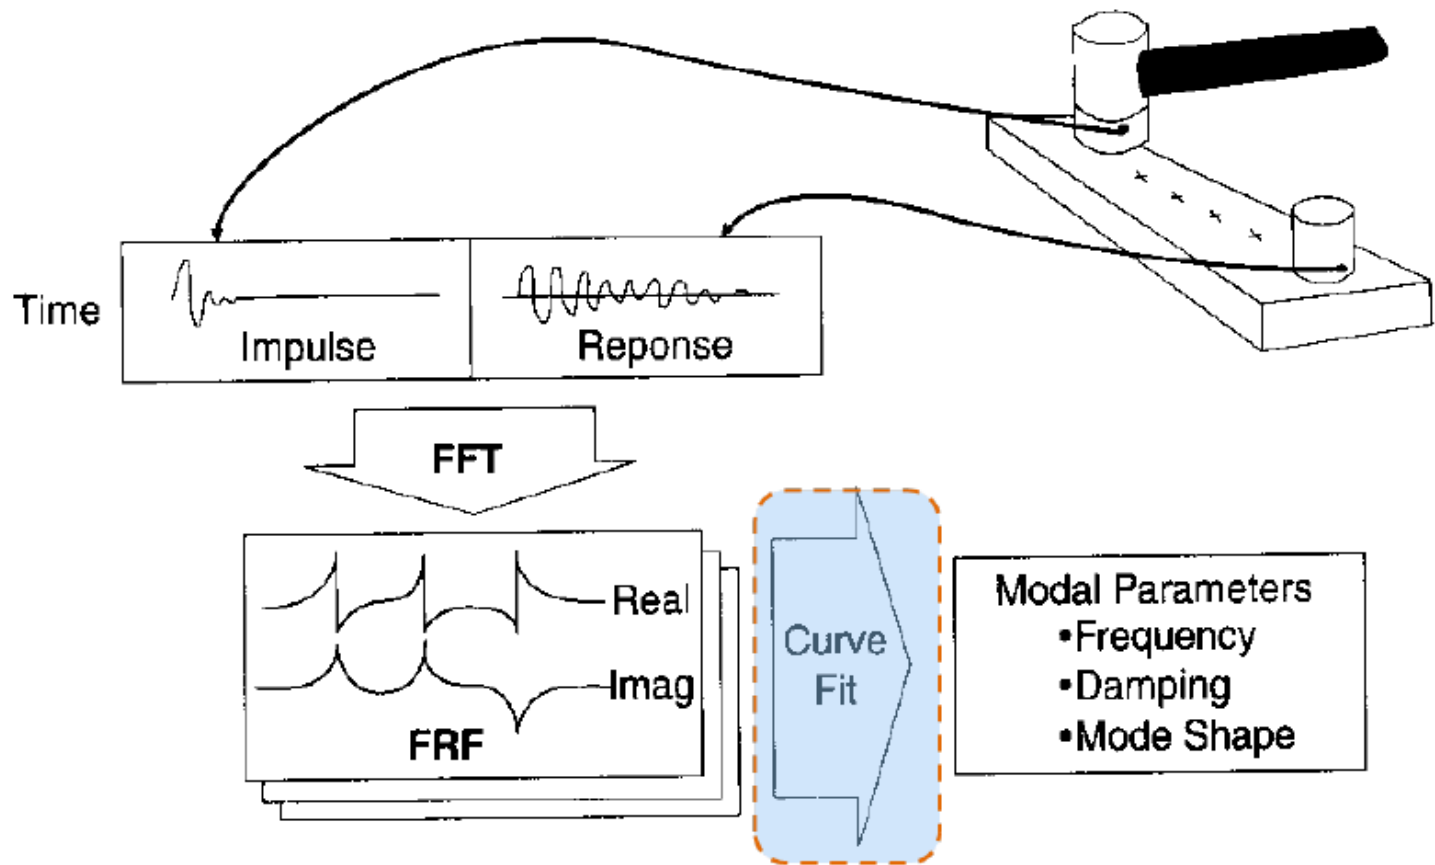 Time
Impulse
Reponse
FFT
Real
Imag
FRF
Curve
Fit
Modal Parameters
•Frequency
•Damping
•Mode Shape